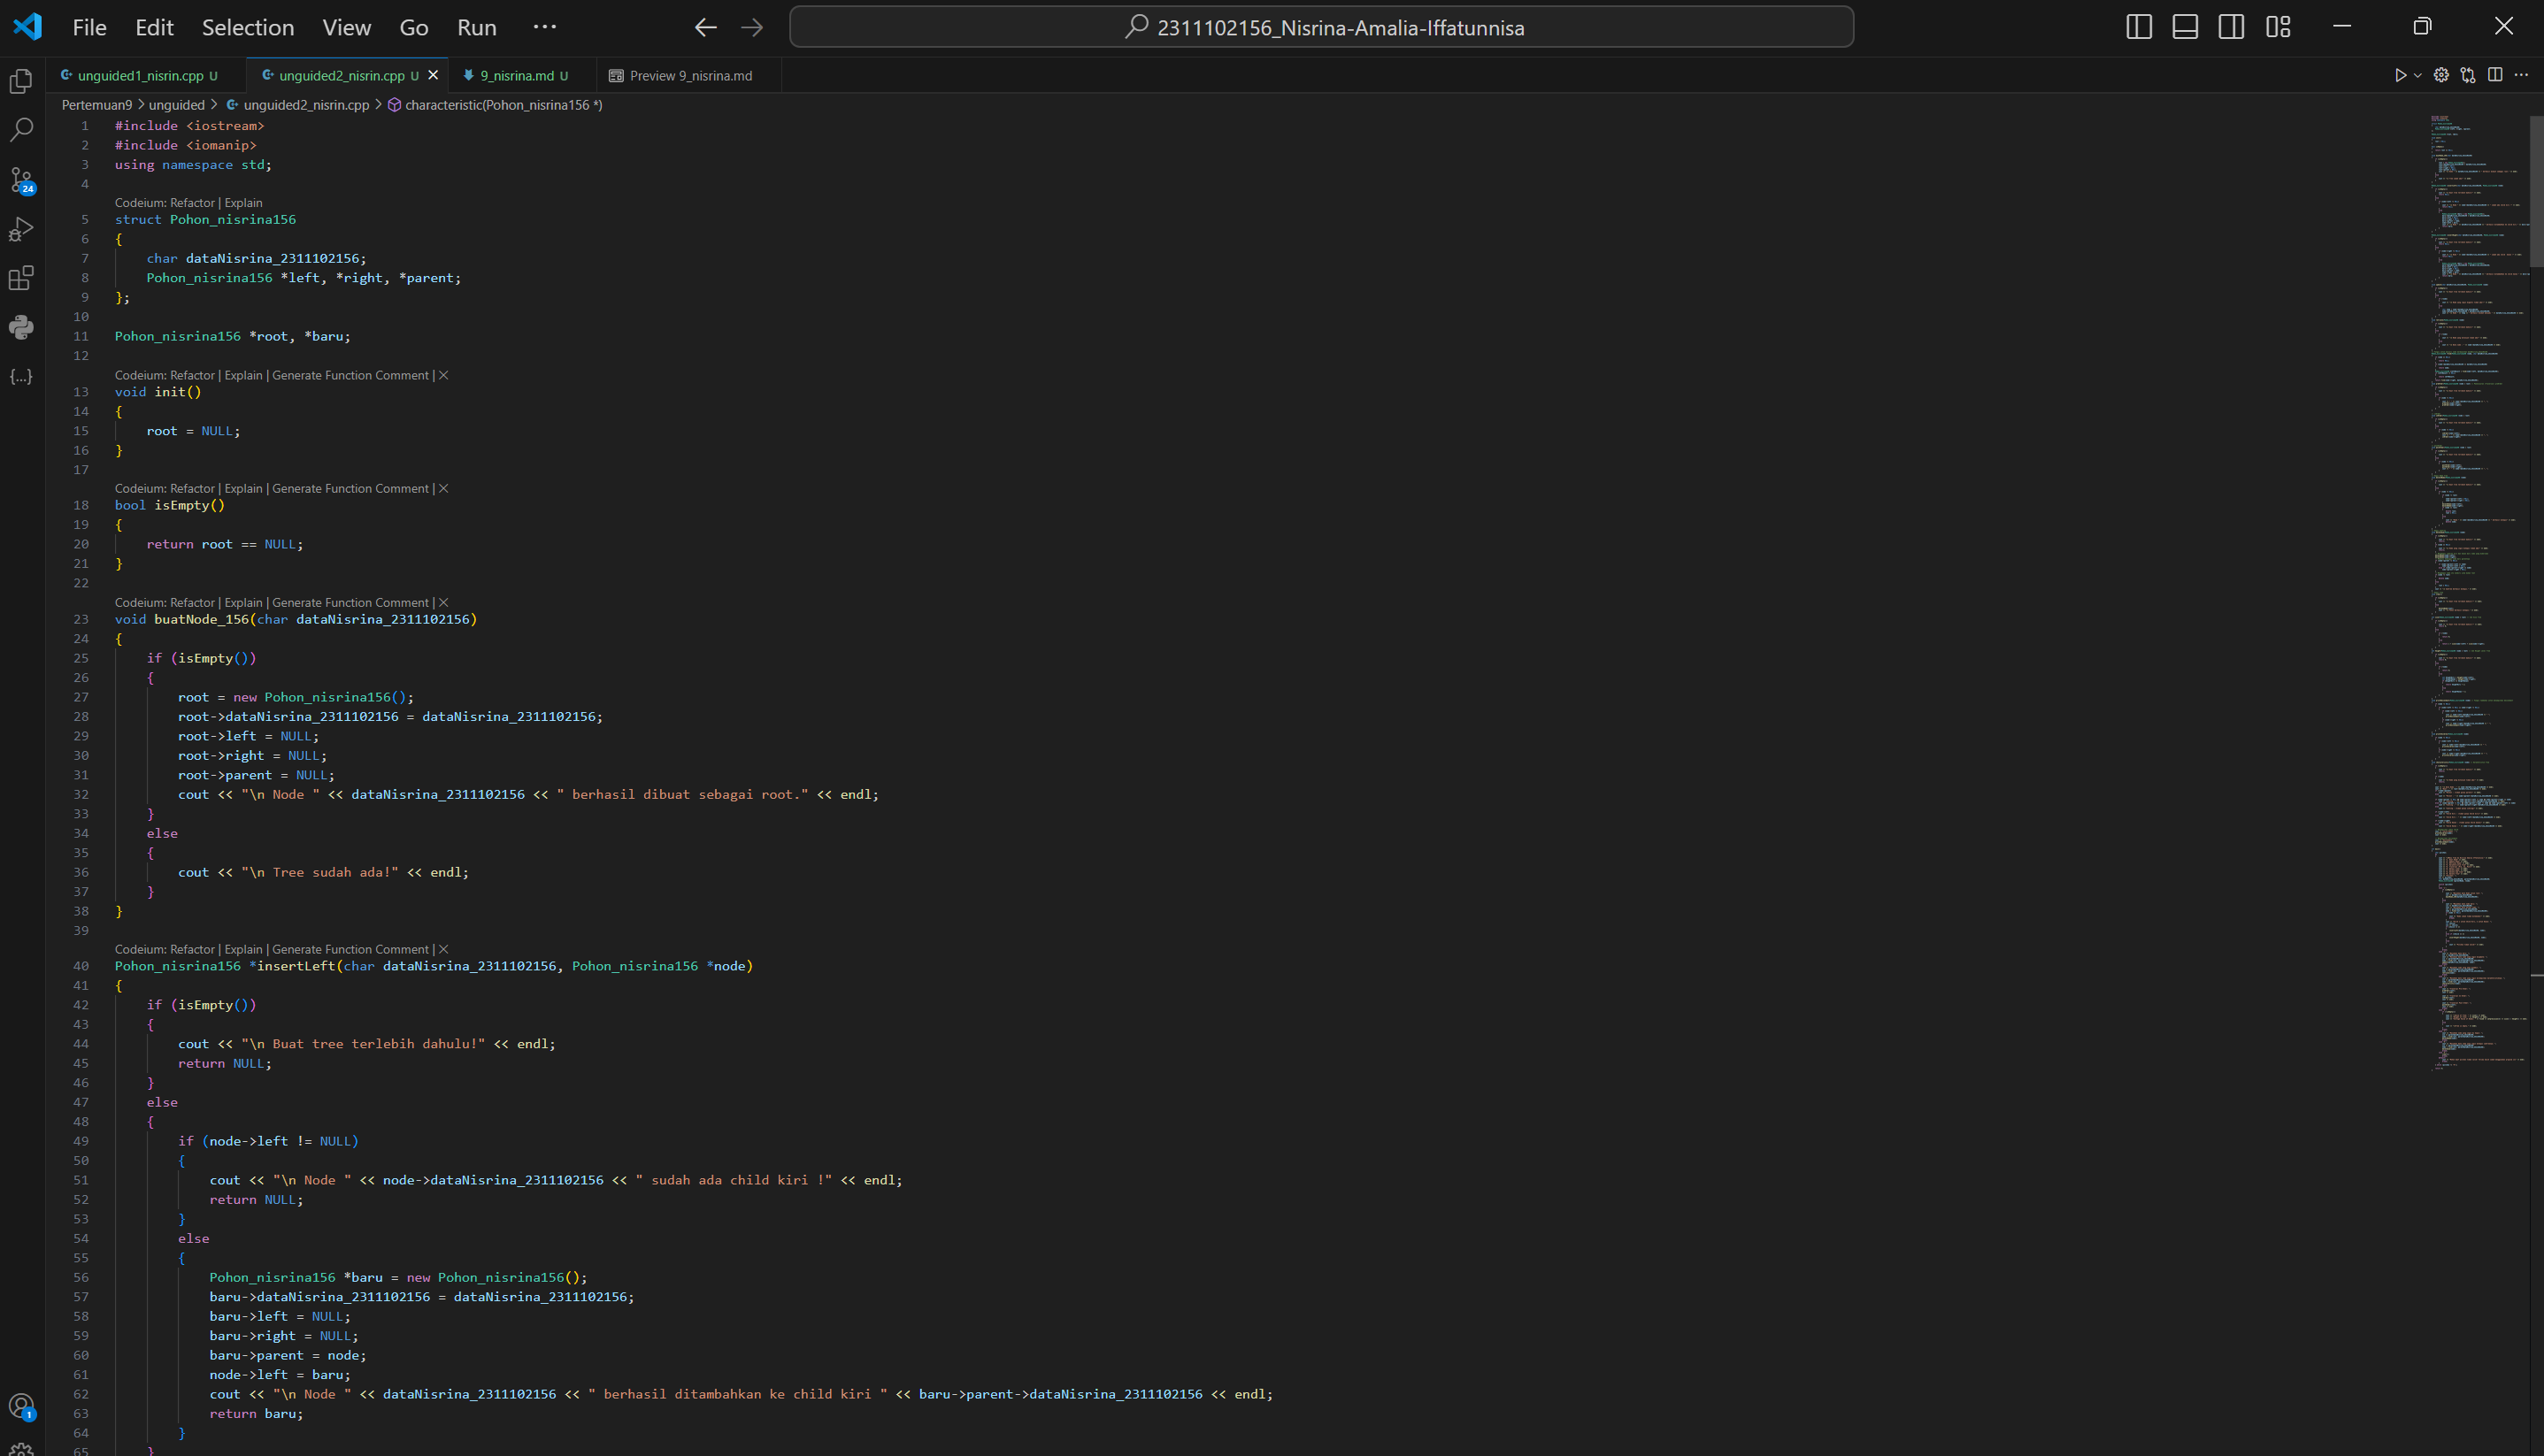 File Edit Selection View Go Run ··· 2311102156_Nisrina-Amalia-Iffatunnisa
unguided1_nisrin.cpp U unguided2_nisrin.cpp U 9_nisrina.md U Preview 9_nisrina.md
Pertemuan9 > unguided > unguided2_nisrin.cpp > characteristic(Pohon_nisrina156 *)
1 #include <iostream>
2 #include <iomanip>
3 using namespace std;
4
Codeium: Refactor | Explain
5 struct Pohon_nisrina156
6 {
7 char dataNisrina_2311102156;
8 Pohon_nisrina156 *left, *right, *parent;
9 };
10
11 Pohon_nisrina156 *root, *baru;
12
Codeium: Refactor | Explain | Generate Function Comment | ×
13 void init()
14 {
15 root = NULL;
16 }
17
Codeium: Refactor | Explain | Generate Function Comment | ×
18 bool isEmpty()
19 {
20 return root == NULL;
21 }
22
Codeium: Refactor | Explain | Generate Function Comment | ×
23 void buatNode_156(char dataNisrina_2311102156)
24 {
25 if (isEmpty())
26 {
27 root = new Pohon_nisrina156();
28 root->dataNisrina_2311102156 = dataNisrina_2311102156;
29 root->left = NULL;
30 root->right = NULL;
31 root->parent = NULL;
32 cout << "\n Node " << dataNisrina_2311102156 << " berhasil dibuat sebagai root." << endl;
33 }
34 else
35 {
36 cout << "\n Tree sudah ada!" << endl;
37 }
38 }
39
Codeium: Refactor | Explain | Generate Function Comment | ×
40 Pohon_nisrina156 *insertLeft(char dataNisrina_2311102156, Pohon_nisrina156 *node)
41 {
42 if (isEmpty())
43 {
44 cout << "\n Buat tree terlebih dahulu!" << endl;
45 return NULL;
46 }
47 else
48 {
49 if (node->left != NULL)
50 {
51 cout << "\n Node " << node->dataNisrina_2311102156 << " sudah ada child kiri !" << endl;
52 return NULL;
53 }
54 else
55 {
56 Pohon_nisrina156 *baru = new Pohon_nisrina156();
57 baru->dataNisrina_2311102156 = dataNisrina_2311102156;
58 baru->left = NULL;
59 baru->right = NULL;
60 baru->parent = node;
61 node->left = baru;
62 cout << "\n Node " << dataNisrina_2311102156 << " berhasil ditambahkan ke child kiri " << baru->parent->dataNisrina_2311102156 << endl;
63 return baru;
64 }
65 }
24
1